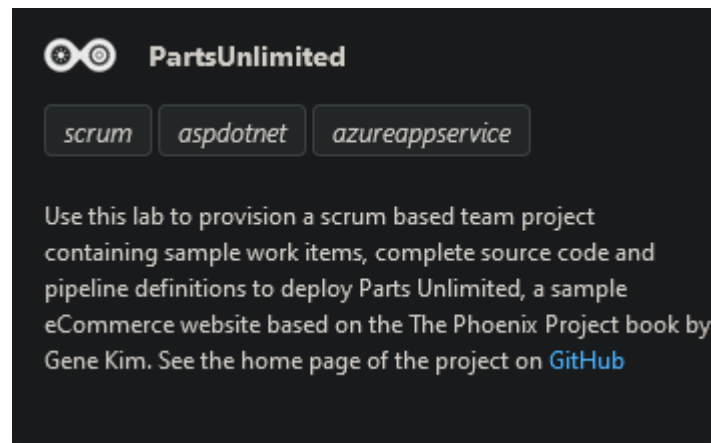 PartsUnlimited
scrum aspdotnet azureappservice
Use this lab to provision a scrum based team project
containing sample work items, complete source code and
pipeline definitions to deploy Parts Unlimited, a sample
eCommerce website based on the The Phoenix Project book by
Gene Kim. See the home page of the project on GitHub